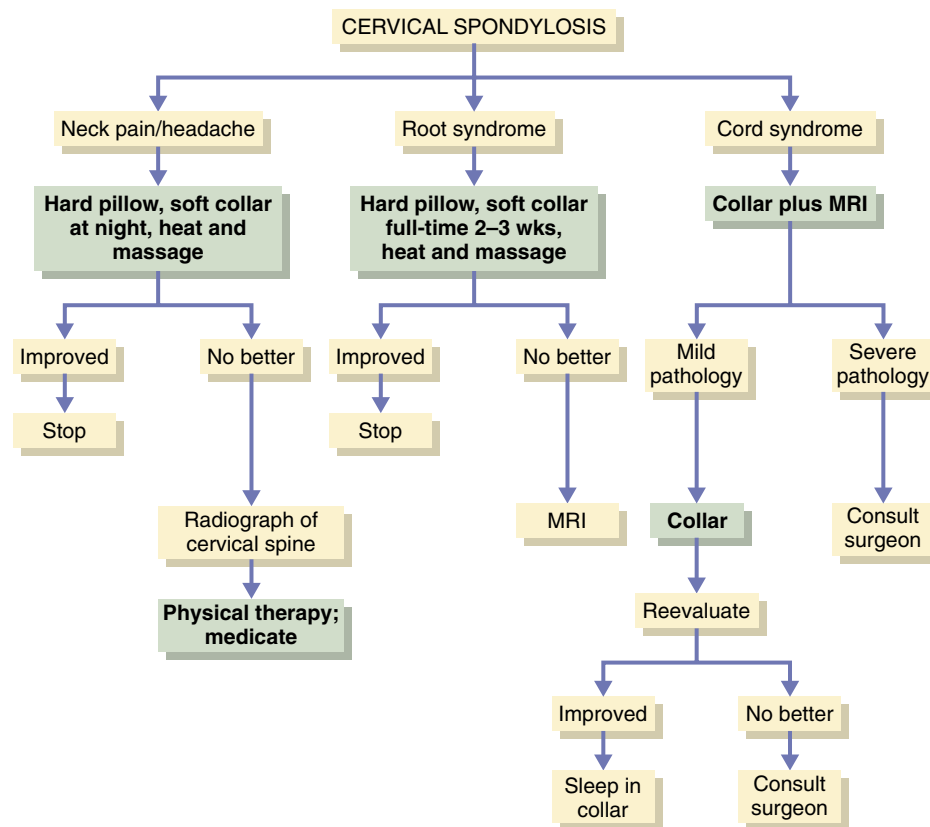 CERVICAL SPONDYLOSIS
Neck pain/headache
Root syndrome
Cord syndrome
Hard pillow, soft collar
at night, heat and
massage
Hard pillow, soft collar
full-time 2–3 wks,
heat and massage
Collar plus MRI
Improved
No better
Improved
No better
Mild
pathology
Severe
pathology
Stop
Stop
Radiograph of
cervical spine
MRI
Collar
Consult
surgeon
Physical therapy;
medicate
Reevaluate
Improved
No better
Sleep in
collar
Consult
surgeon